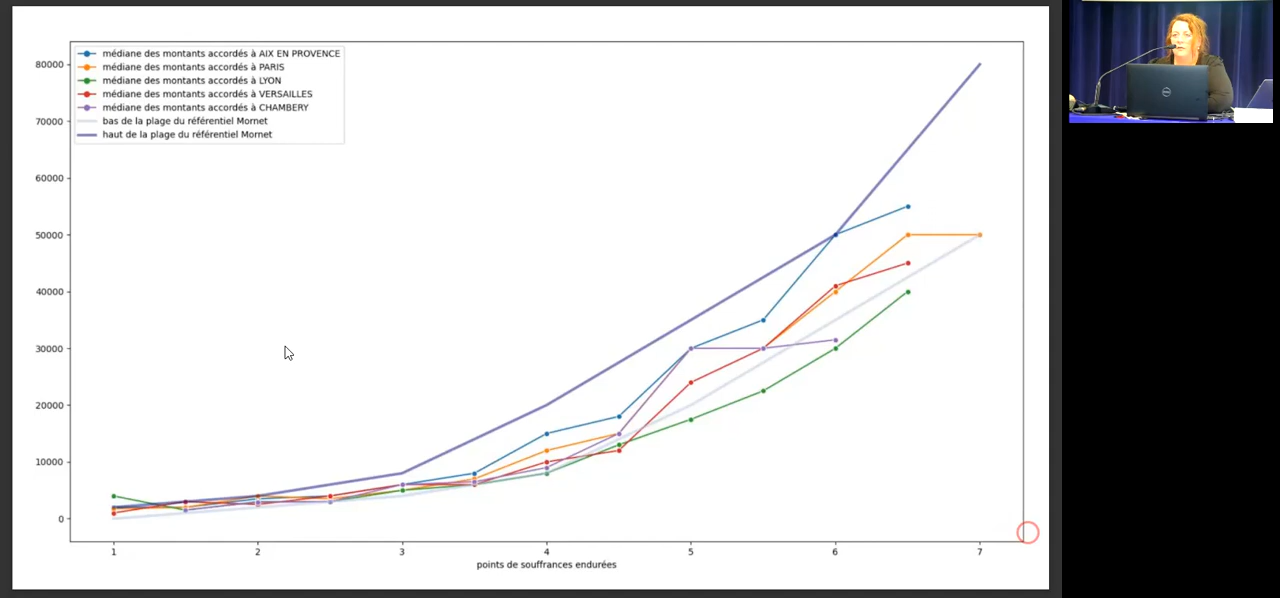 médiane des montants accordés à AIX EN PROVENCE
médiane des montants accordés à PARIS
médiane des montants accordés à LYON
médiane des montants accordés à VERSAILLES
médiane des montants accordés à CHAMBERY
bas de la plage du référentiel Mornet
haut de la plage du référentiel Mornet
80000
70000
60000
50000
40000
30000
20000
10000
0
1 2 3 4 5 6 7
points de souffrances endurées